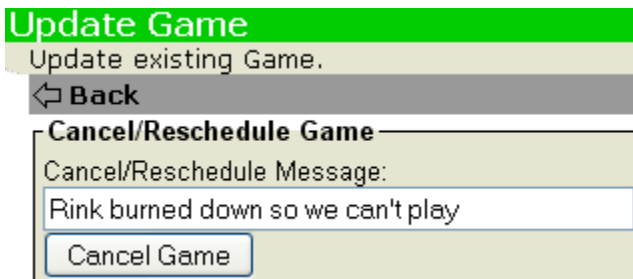 Update Game
Update existing Game.
Back
Cancel/Reschedule Game
Cancel/Reschedule Message:
Rink burned down so we can't play
Cancel Game